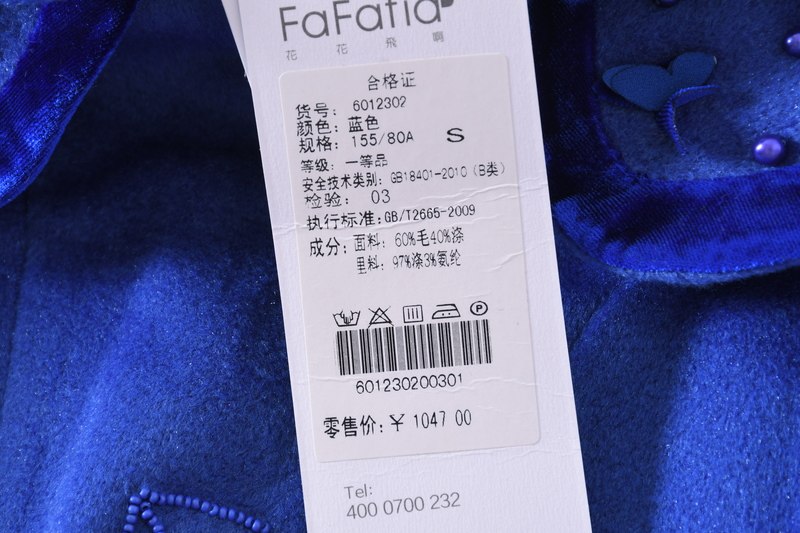 FaFatia
花花飛啊
合格证
货号: 6012302
颜色: 蓝色
规格: 155/80A S
等级: 一等品
安全技术类别: GB18401-2010 (B类)
检验: 03
执行标准: GB/T2665-2009
成分: 面料: 60%毛40%涤
里料: 97%涤3%氨纶
P
601230200301
零售价: ￥ 1047 00
Tel:
400 0700 232